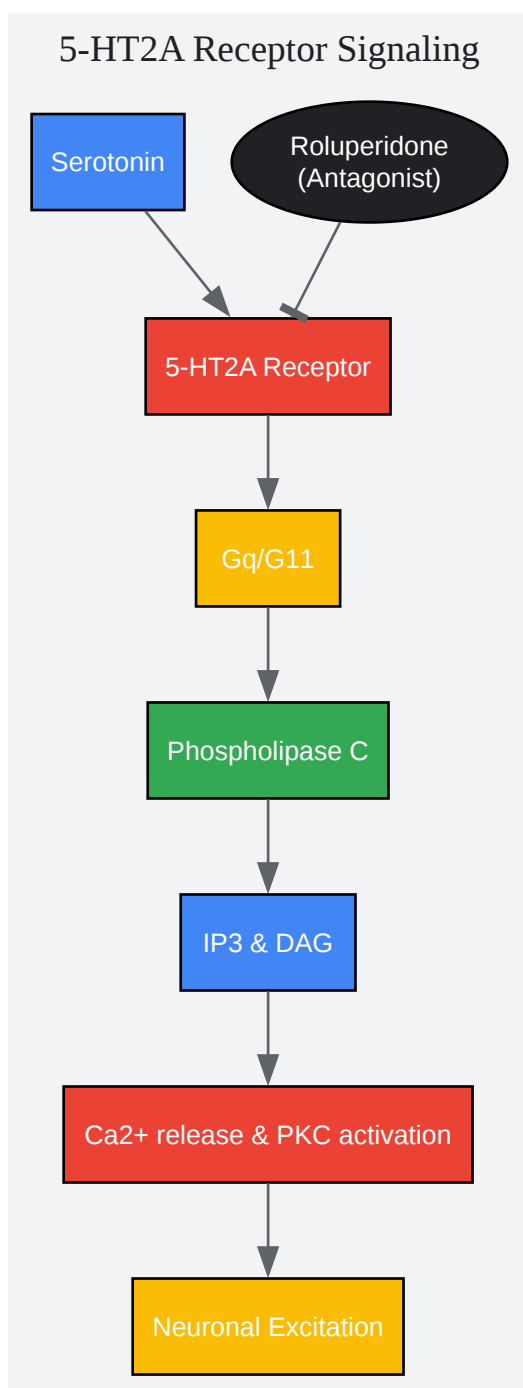 5-HT2A Receptor Signaling
Serotonin
Roluperidone
(Antagonist)
5-HT2A Receptor
Gq/G11
Phospholipase C
IP3 & DAG
Ca2+ release & PKC activation
Neuronal Excitation